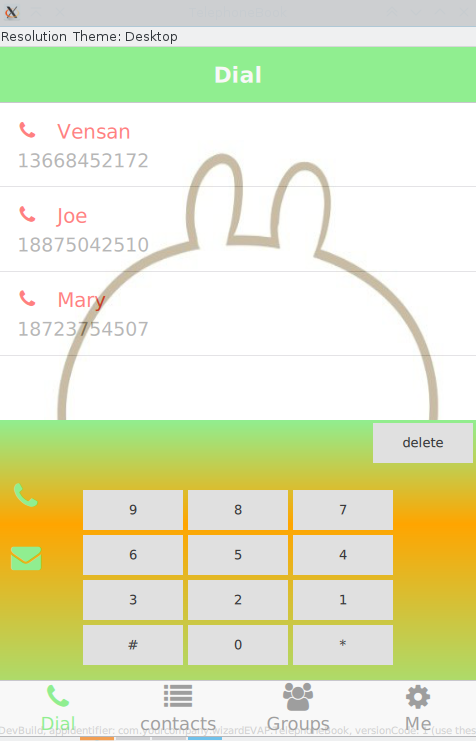 TelephoneBook
Resolution Theme: Desktop
Dial
Vensan
13668452172
Joe
18875042510
Mary
18723754507
delete
9 8 7
6 5 4
3 2 1
# 0 *
Dial contacts Groups Me
DevBuild, appIdentifier: com.yourcompany.wizardEVAP.TelephoneBook, versionCode: 1 (use the